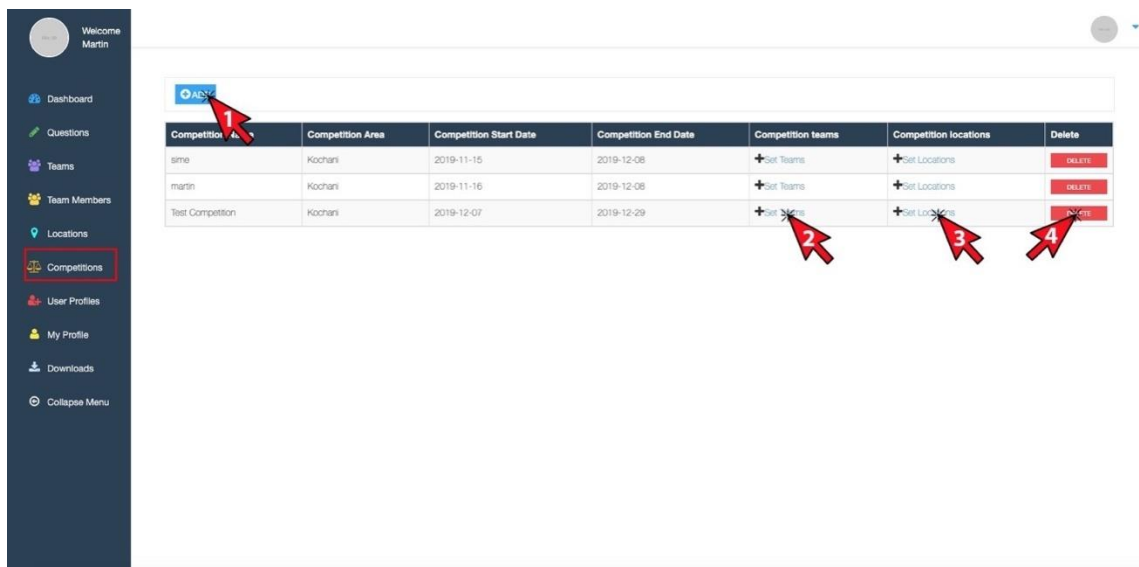 Welcome
Martin
Dashboard
Questions
Teams
Team Members
Locations
Competitions
User Profiles
My Profile
Downloads
Collapse Menu
1
Competition Competition Area Competition Start Date Competition End Date Competition teams Competition locations Delete
sime Kochani 2019-11-15 2019-12-08 Set Teams Set Locations DELETE
martin Kochani 2019-11-16 2019-12-08 Set Teams Set Locations DELETE
Test Competition Kochani 2019-12-07 2019-12-29 Set Set
2 3 4